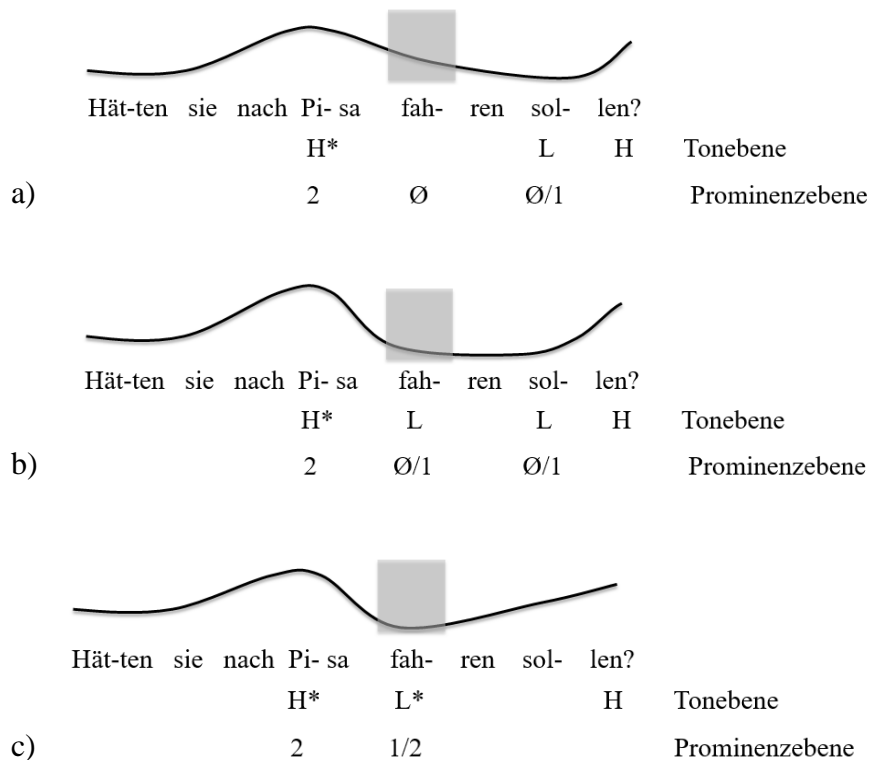 Hät-ten sie nach Pi- sa fah- ren sol- len?
H* L H Tonebene
a) 2 Ø Ø/1 Prominenzebene
Hät-ten sie nach Pi- sa fah- ren sol- len?
H* L L H Tonebene
b) 2 Ø/1 Ø/1 Prominenzebene
Hät-ten sie nach Pi- sa fah- ren sol- len?
H* L* H Tonebene
c) 2 1/2 Prominenzebene